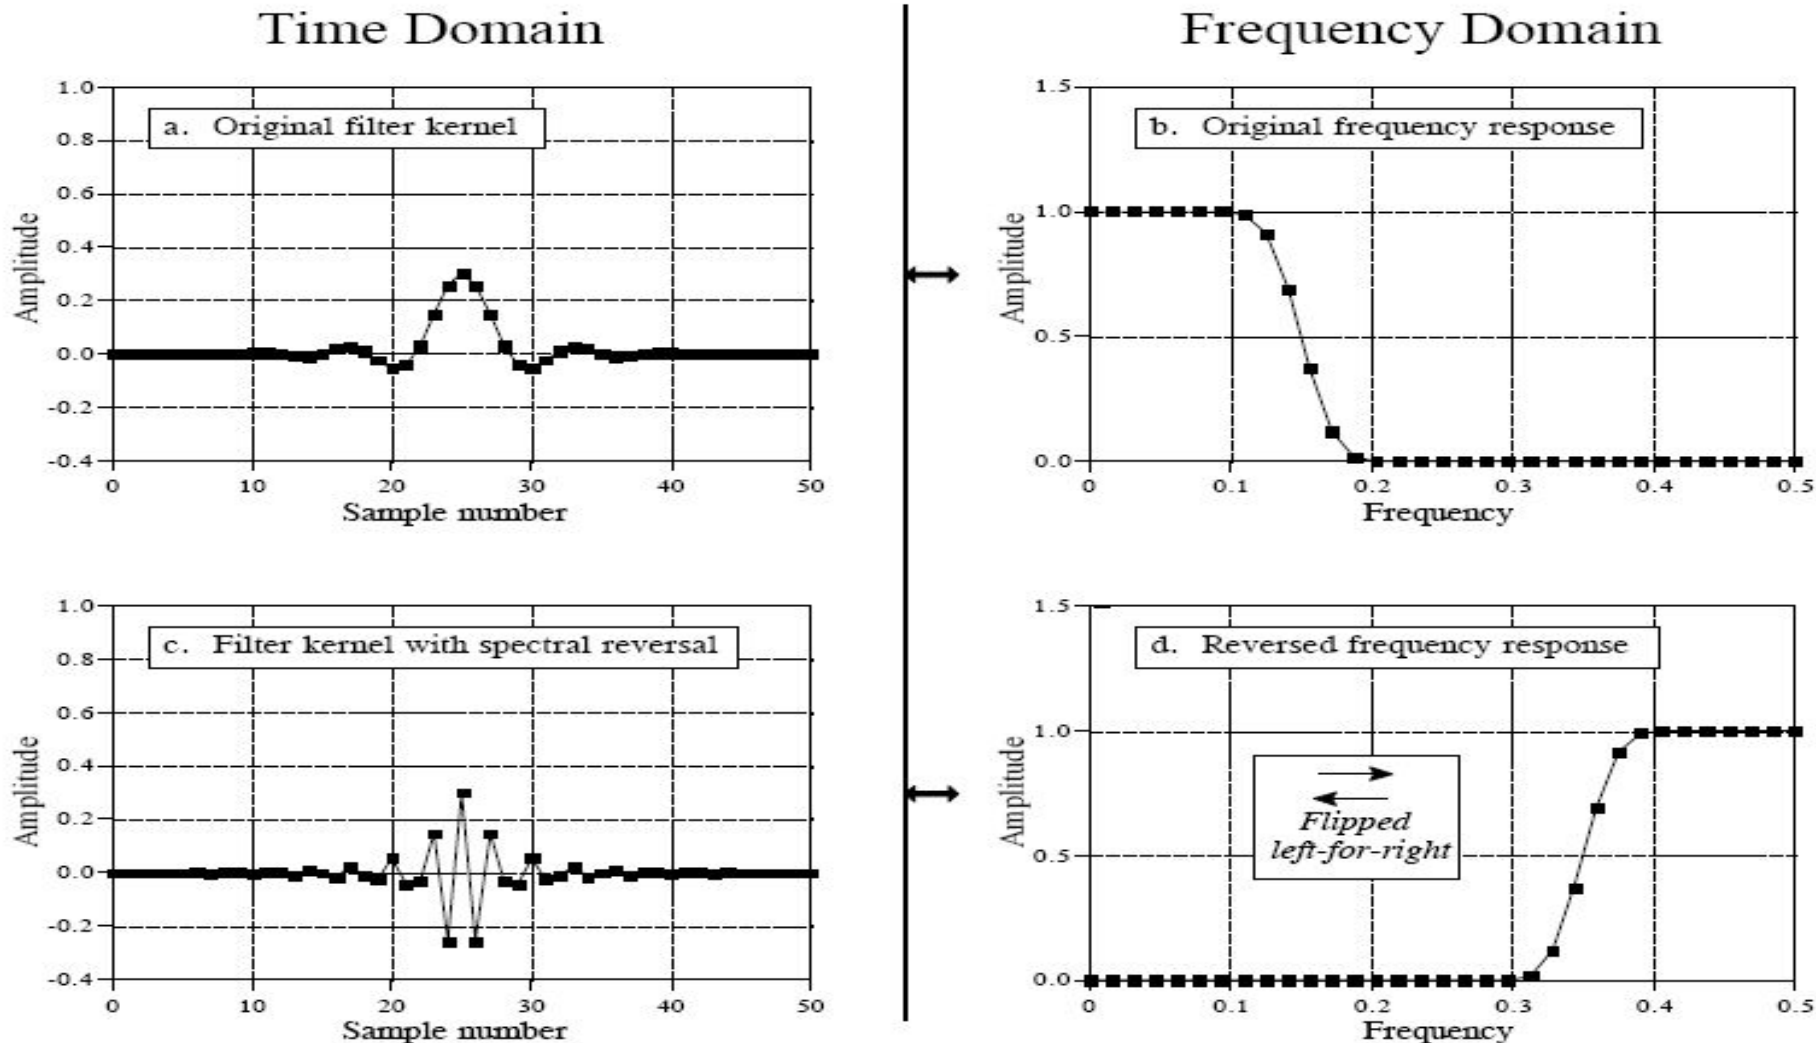 Time Domain
Frequency Domain
a. Original filter kernel
1.0
0.8
0.6
0.4
0.2
0.0
-0.2
-0.4
Amplitude
0 10 20 30 40 50
Sample number
b. Original frequency response
1.5
1.0
0.5
0.0
Amplitude
0 0.1 0.2 0.3 0.4 0.5
Frequency
c. Filter kernel with spectral reversal
1.0
0.8
0.6
0.4
0.2
0.0
-0.2
-0.4
Amplitude
0 10 20 30 40 50
Sample number
d. Reversed frequency response
1.5
1.0
0.5
0.0
Amplitude
Flipped
left-for-right
0 0.1 0.2 0.3 0.4 0.5
Frequency